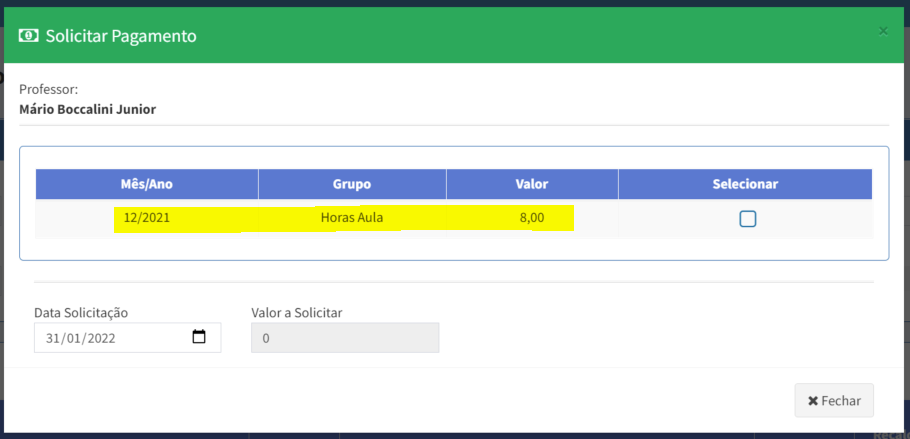 Solicitar Pagamento
×
Professor:
Mário Boccalini Junior
Mês/Ano Grupo Valor Selecionar
12/2021 Horas Aula 8,00
Data Solicitação Valor a Solicitar
31/01/2022 0
✖ Fechar